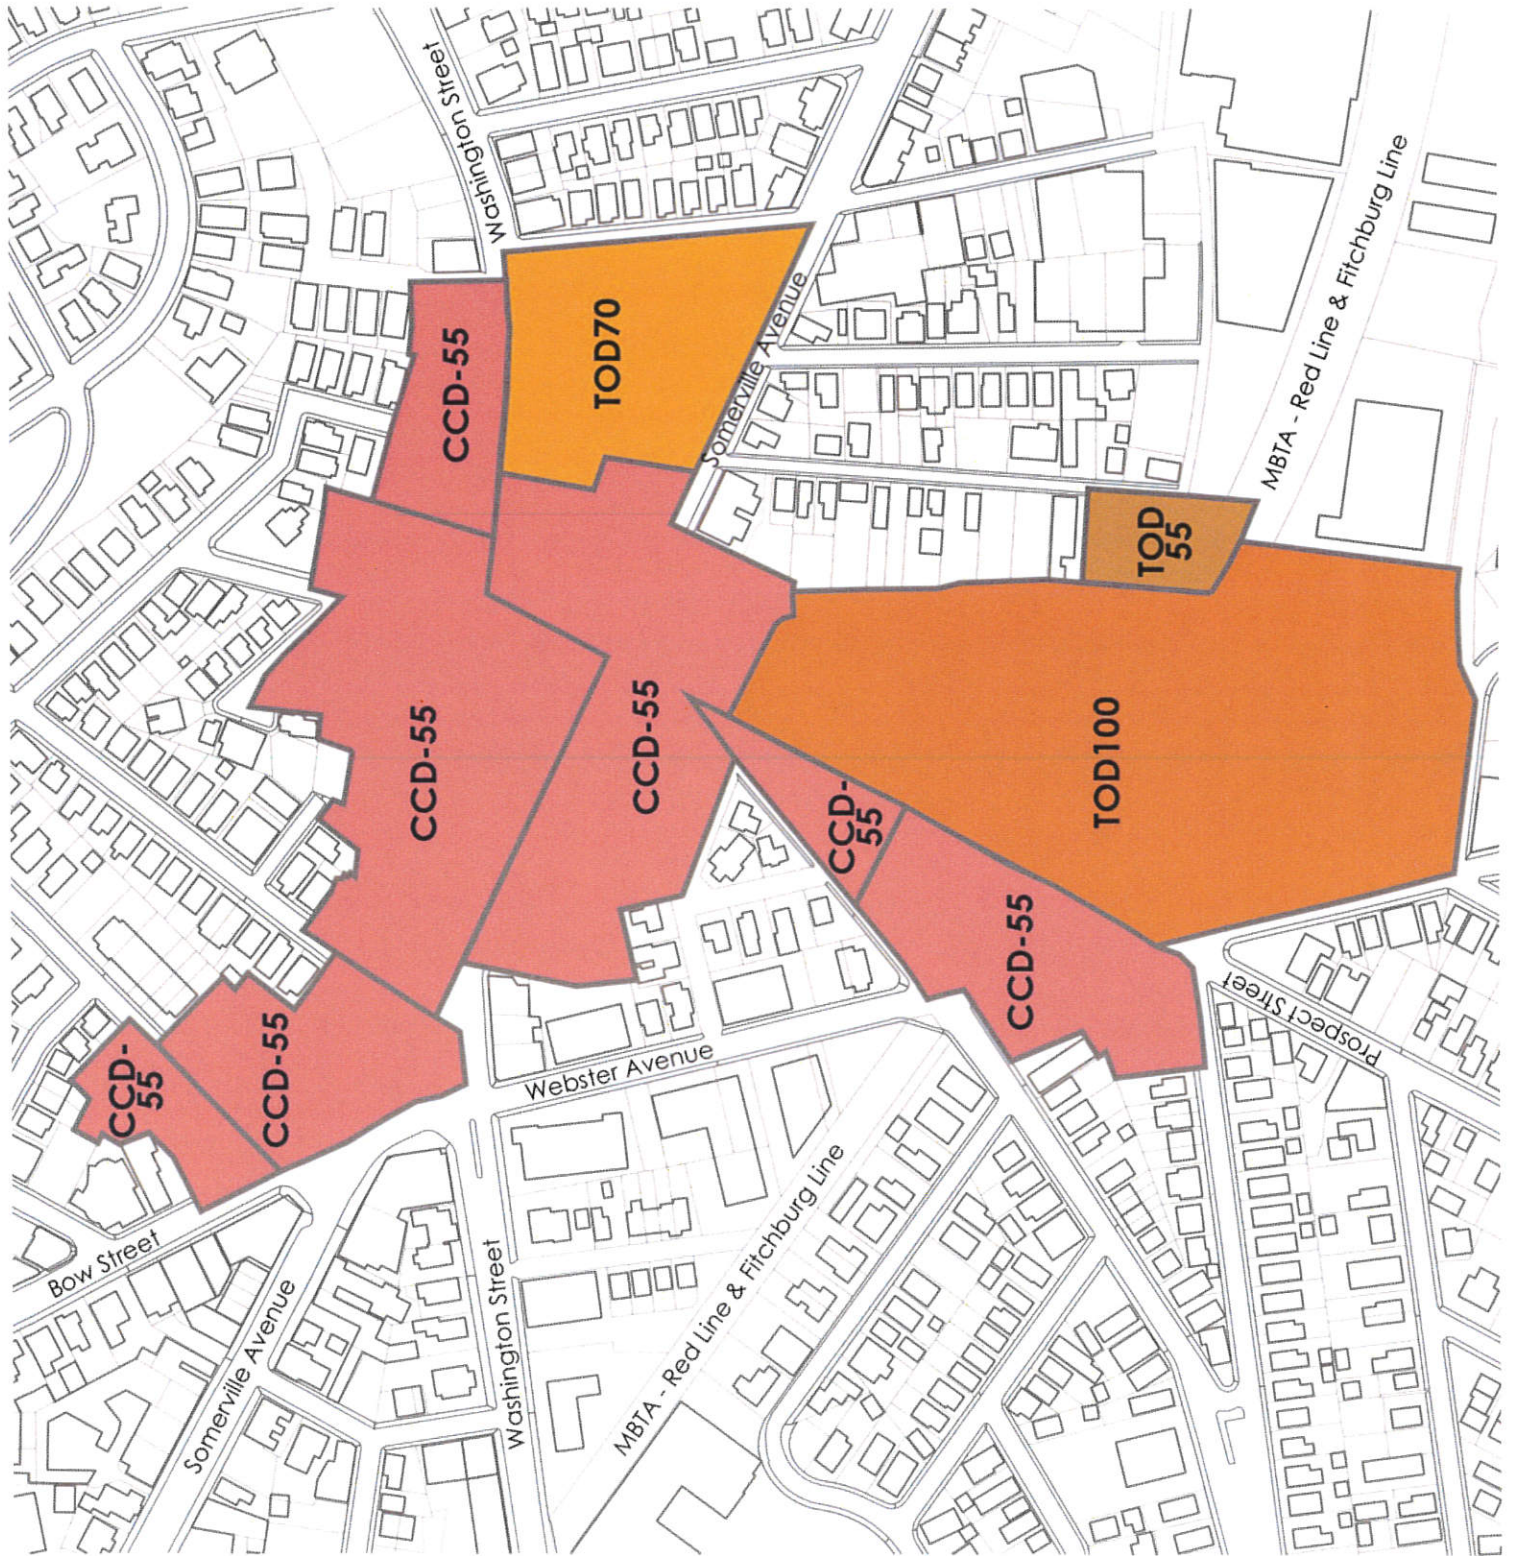 Washington Street
MBTA - Red Line & Fitchburg Line
TOD70
CCD-55
Somerville Avenue
TOD
55
CCD-55
CCD-55
TOD100
CCD-
55
CCD-55
Prospect Street
CCD-55
CCD-
55
Webster Avenue
Bow Street
MBTA - Red Line & Fitchburg Line
Somerville Avenue
Washington Street